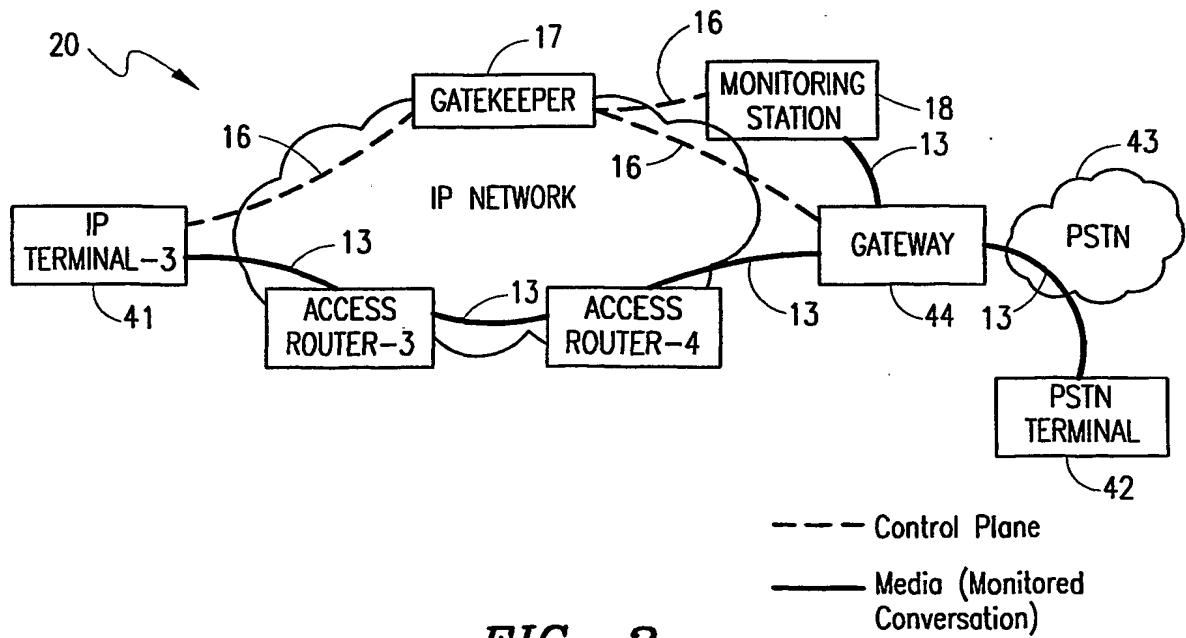 20
17
16
GATEKEEPER
MONITORING
STATION
18
16
16
13
43
IP NETWORK
IP
TERMINAL-3
13
GATEWAY
PSTN
41
ACCESS
ROUTER-3
13
ACCESS
ROUTER-4
13
44
13
PSTN
TERMINAL
42
Control Plane
Media (Monitored
Conversation)